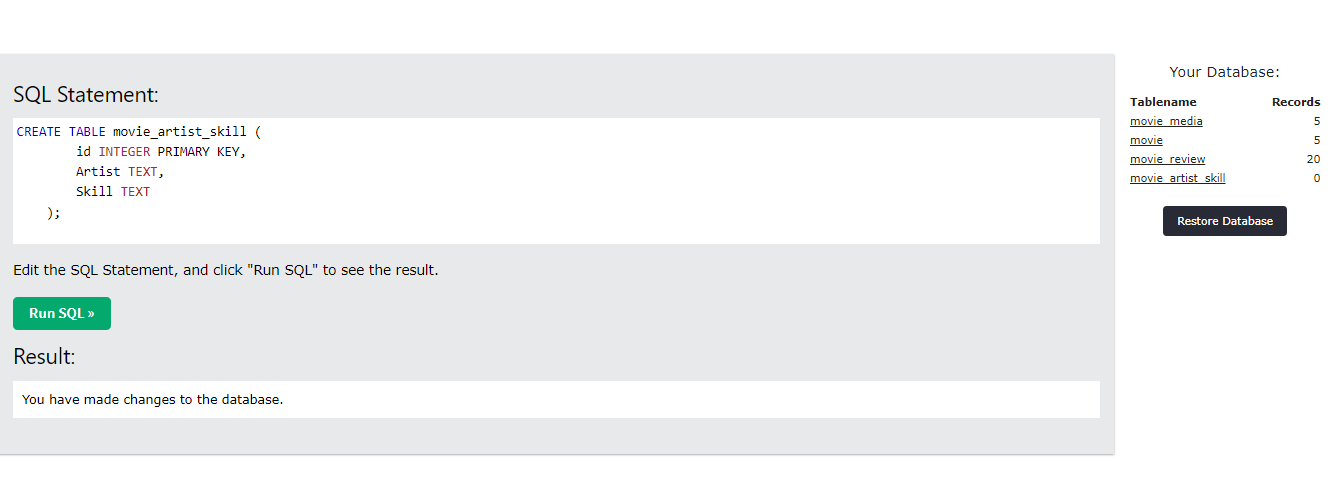 SQL Statement:
CREATE TABLE movie_artist_skill (
id INTEGER PRIMARY KEY,
Artist TEXT,
Skill TEXT
);
Edit the SQL Statement, and click "Run SQL" to see the result.
Run SQL »
Result:
You have made changes to the database.
Your Database:
Tablename Records
movie_media 5
movie 5
movie_review 20
movie_artist_skill 0
Restore Database